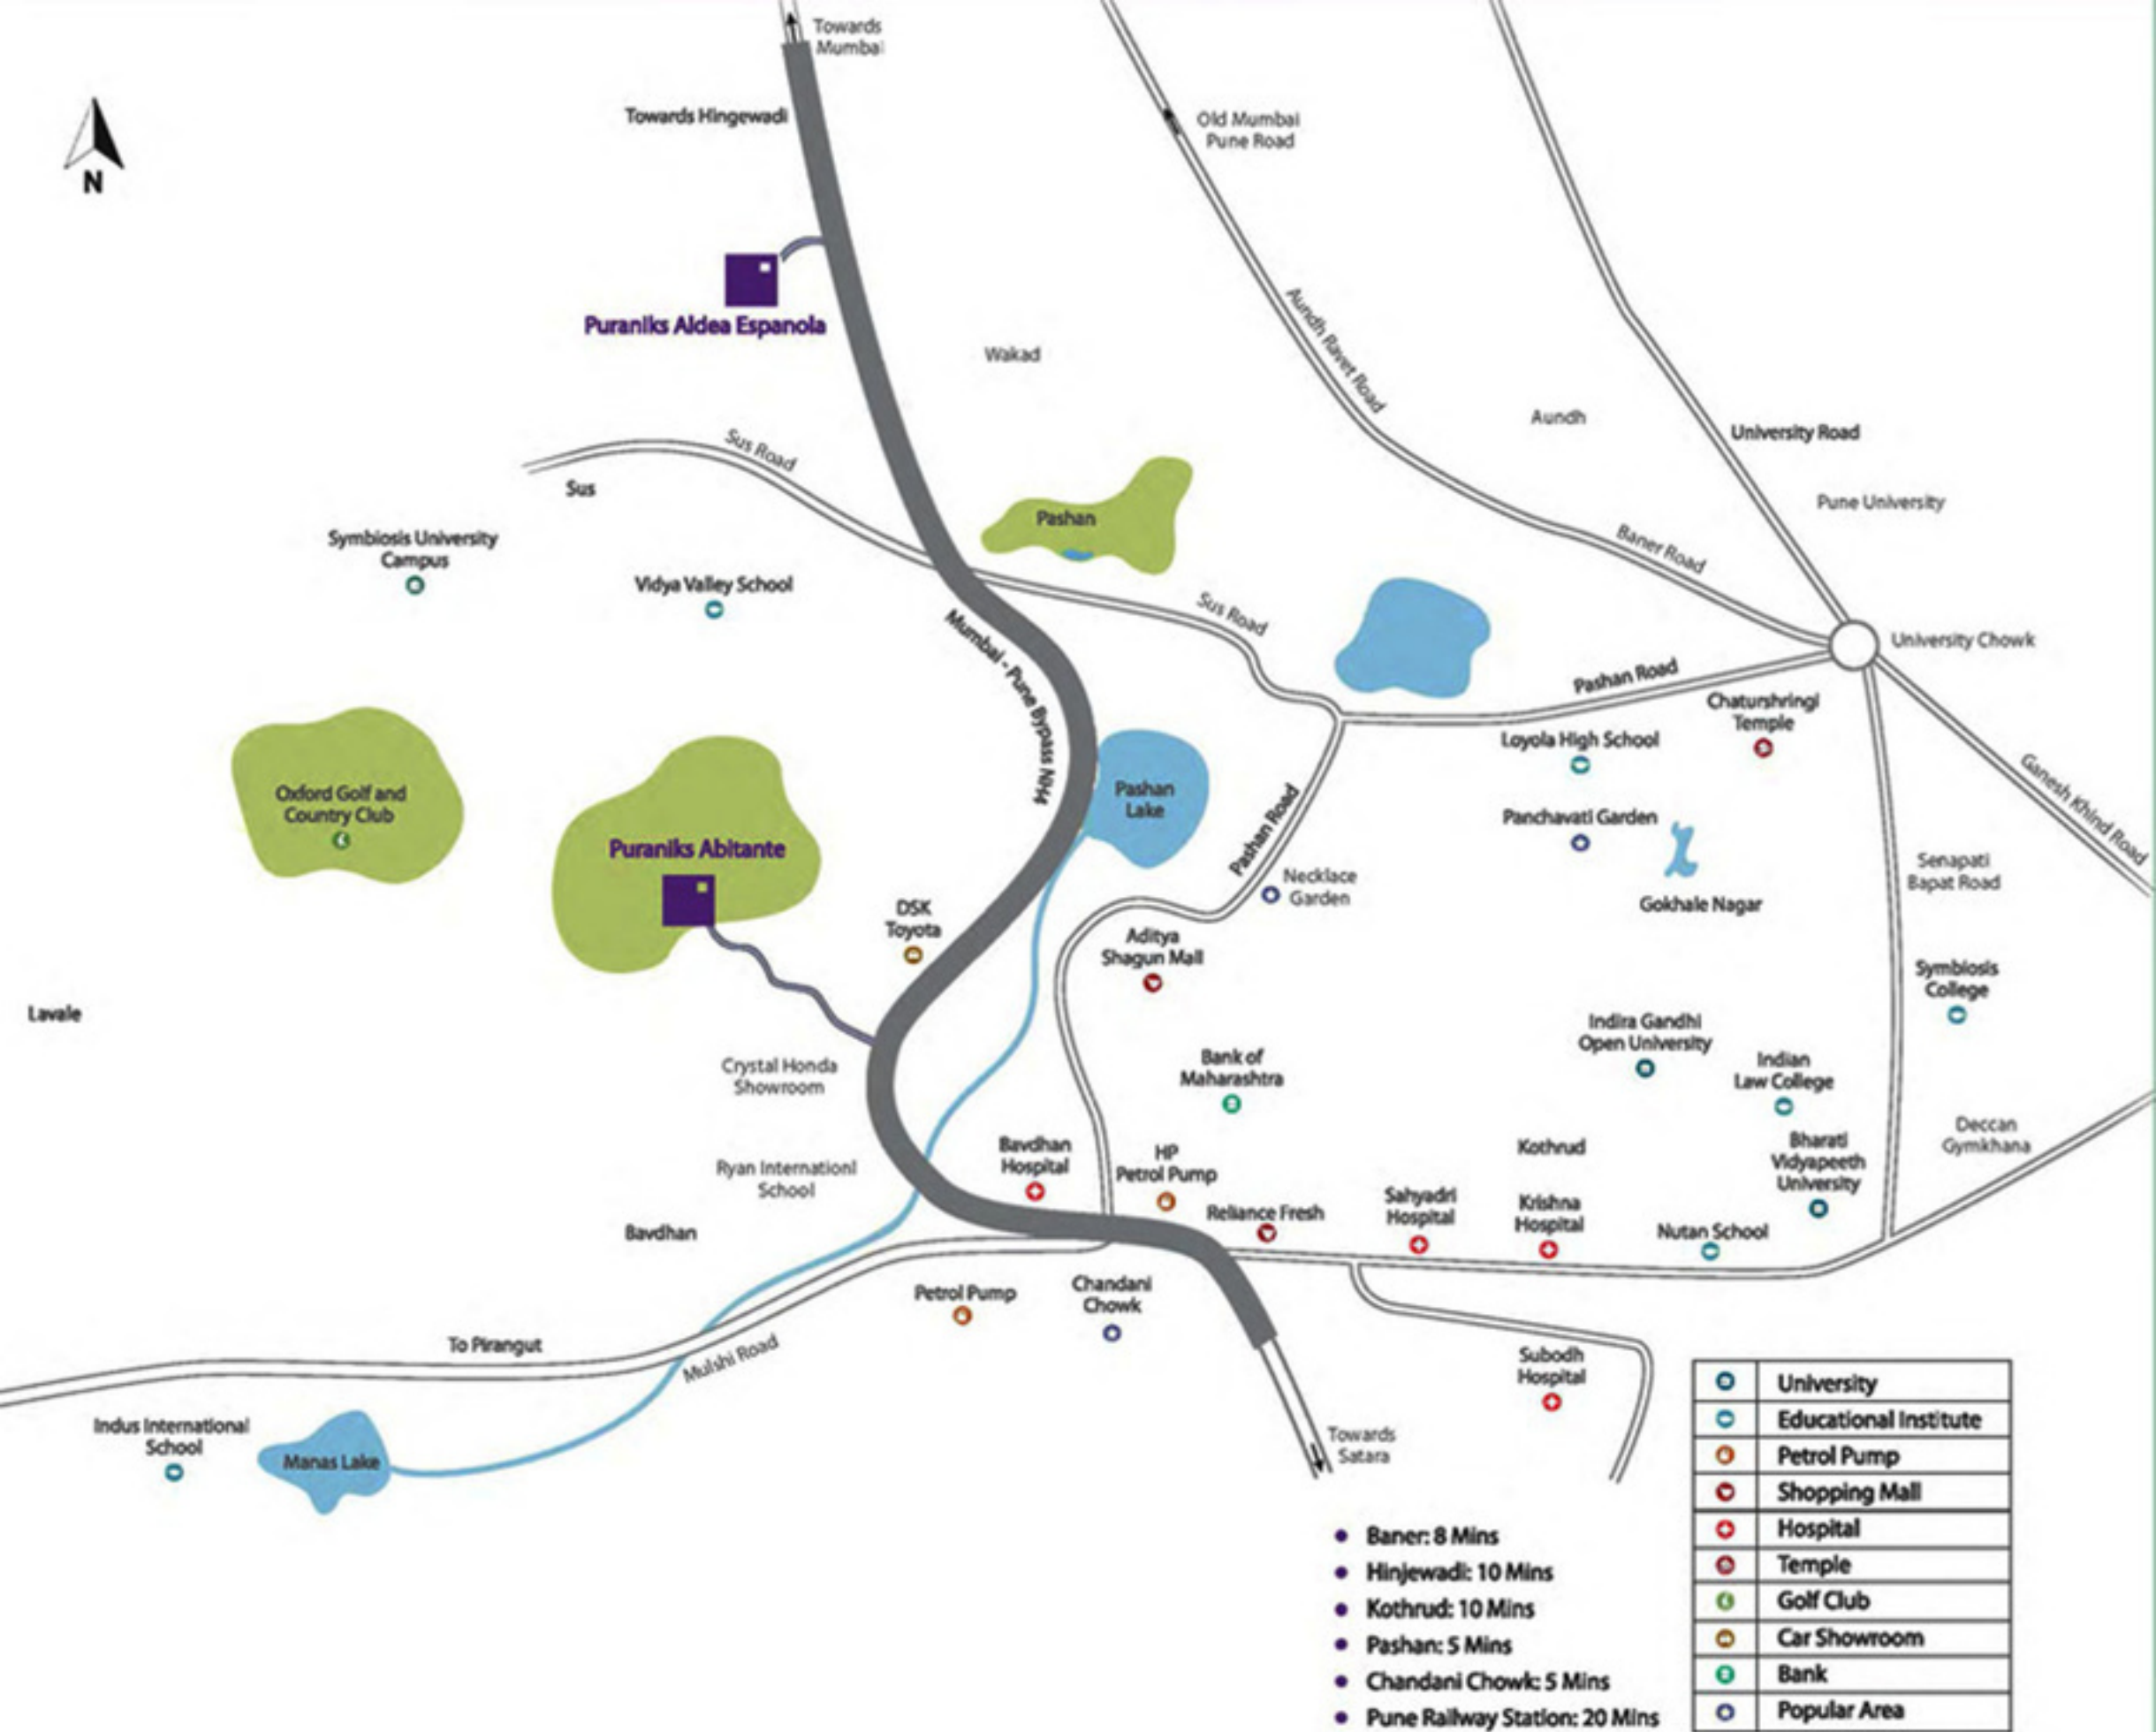 Towards
Mumbai
Towards Hingewadi
Old Mumbai
Pune Road
N
Puraniks Aldea Espanola
Wakad
Aundh Ravet Road
Aundh
University Road
Sus Road
Sus
Pune University
Pashan
Symbiosis University
Campus
Vidya Valley School
Baner Road
Sus Road
University Chowk
Mumbai - Pune Bypass NH4
Pashan Road
Chaturshringi
Temple
Loyola High School
Ganesh Khind Road
Oxford Golf and
Country Club
Pashan
Lake
Pashan Road
Panchavati Garden
Puraniks Abitante
Necklace
Garden
Senapati
Bapat Road
Gokhale Nagar
DSK
Toyota
Aditya
Shagun Mall
Symbiosis
College
Lavale
Indira Gandhi
Open University
Crystal Honda
Showroom
Bank of
Maharashtra
Indian
Law College
Deccan
Gymkhana
Bavdhan
Hospital
HP
Petrol Pump
Kothrud
Bharati
Vidyapeeth
University
Ryan Internationl
School
Reliance Fresh
Sahyadri
Hospital
Krishna
Hospital
Nutan School
Bavdhan
Petrol Pump
Chandani
Chowk
To Pirangut
Mulshi Road
Subodh
Hospital
Indus International
School
Manas Lake
Towards
Satara
Baner: 8 Mins
Hinjewadi: 10 Mins
Kothrud: 10 Mins
Pashan: 5 Mins
Chandani Chowk: 5 Mins
Pune Railway Station: 20 Mins
University
Educational Institute
Petrol Pump
Shopping Mall
Hospital
Temple
Golf Club
Car Showroom
Bank
Popular Area